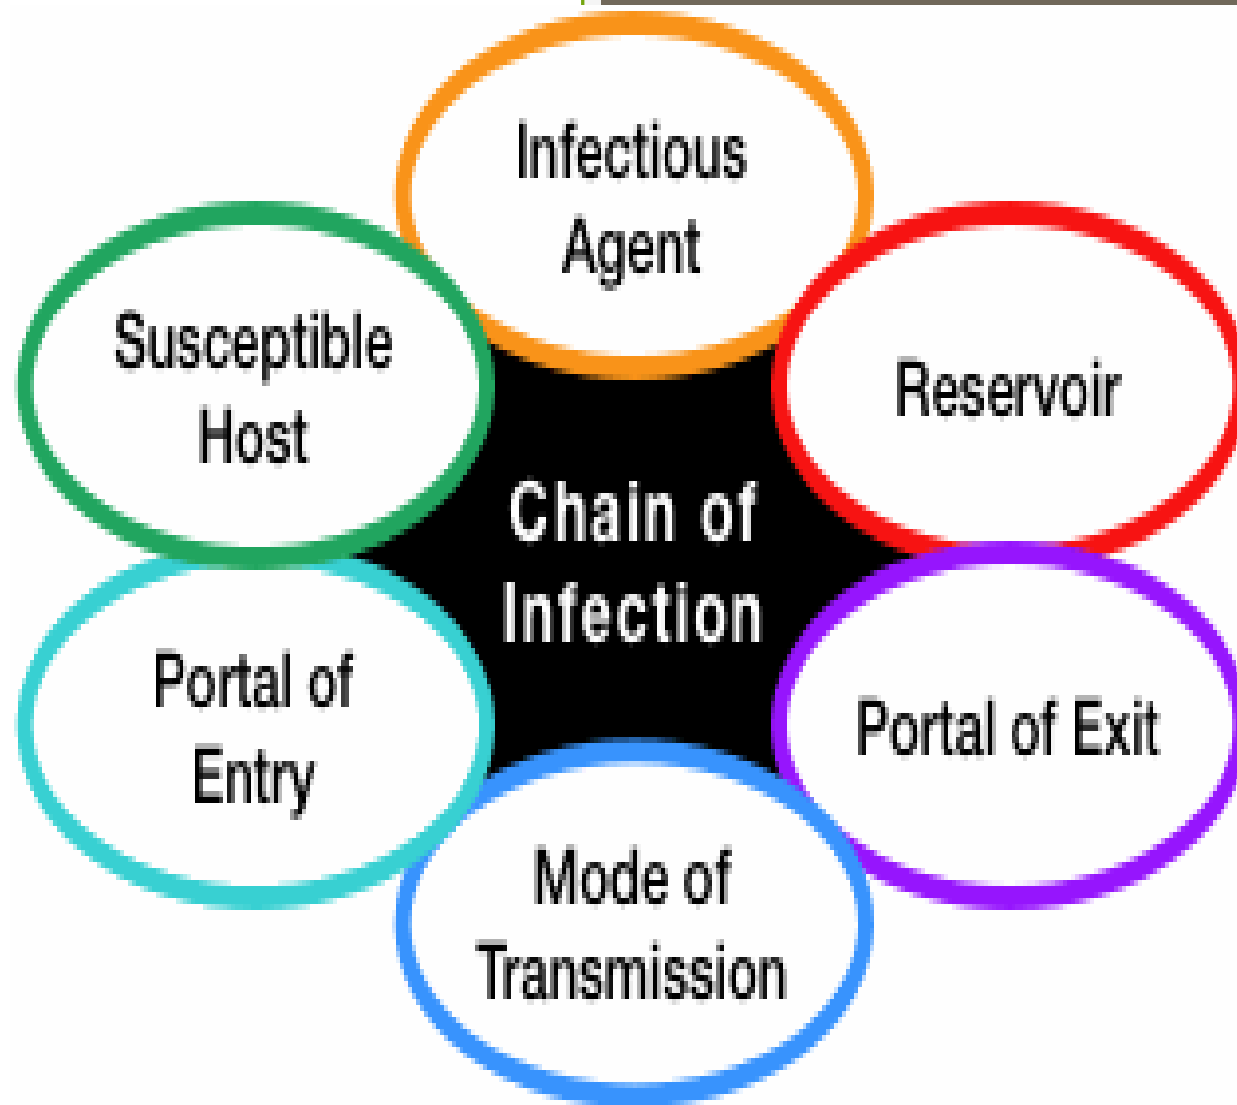 Infectious
Agent
Reservoir
Portal of Exit
Mode of
Transmission
Portal of
Entry
Susceptible
Host
Chain of
Infection